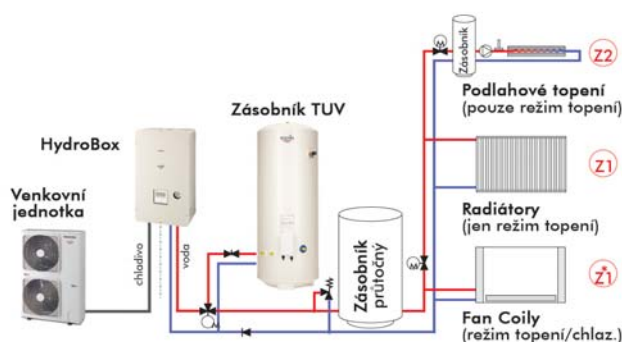 Venkovní
jednotka
HydroBox
chladivo
voda
Zásobník TUV
Zásobník
průtočný
Zásobník
Z2
Podlahové topení
(pouze režim topení)
Z1
Radiátory
(jen režim topení)
Z1*
Fan Coily
(režim topení/chlaz.)